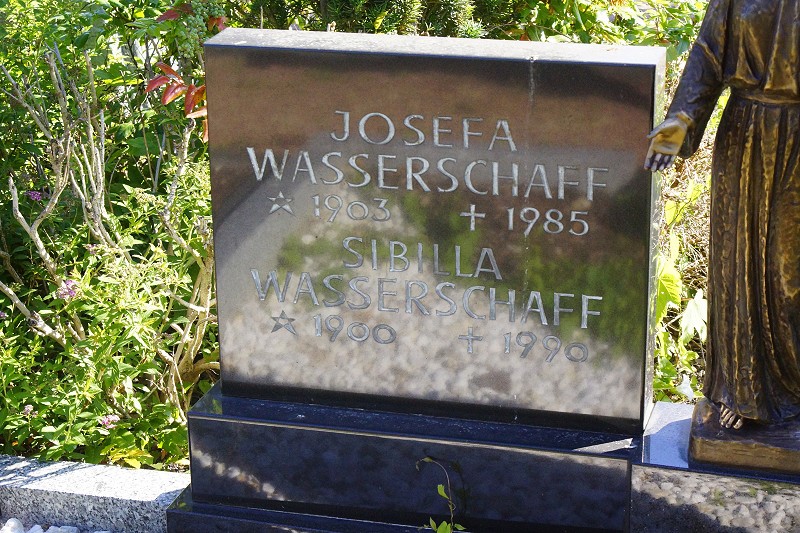 JOSEFA
WASSERSCHAFF
☆ 1903 + 1985
SIBILLA
WASSERSCHAFF
☆ 1900 + 1990